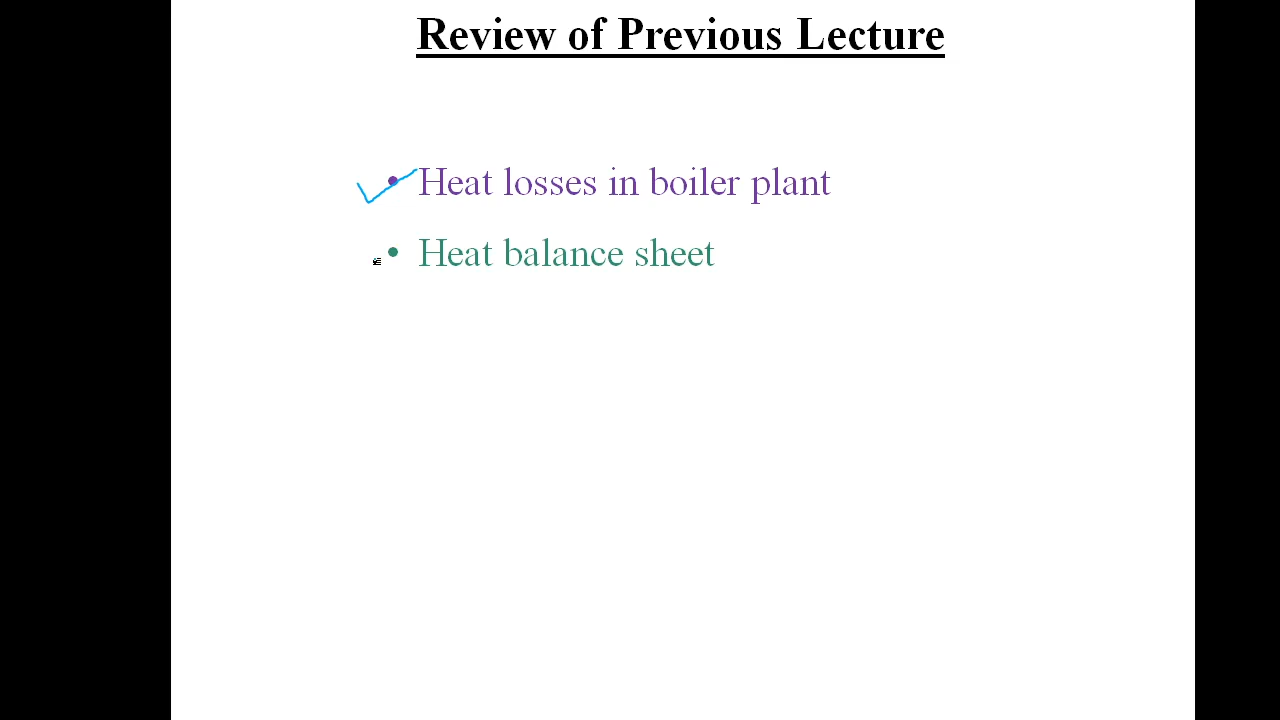 Review of Previous Lecture
• Heat losses in boiler plant
• Heat balance sheet